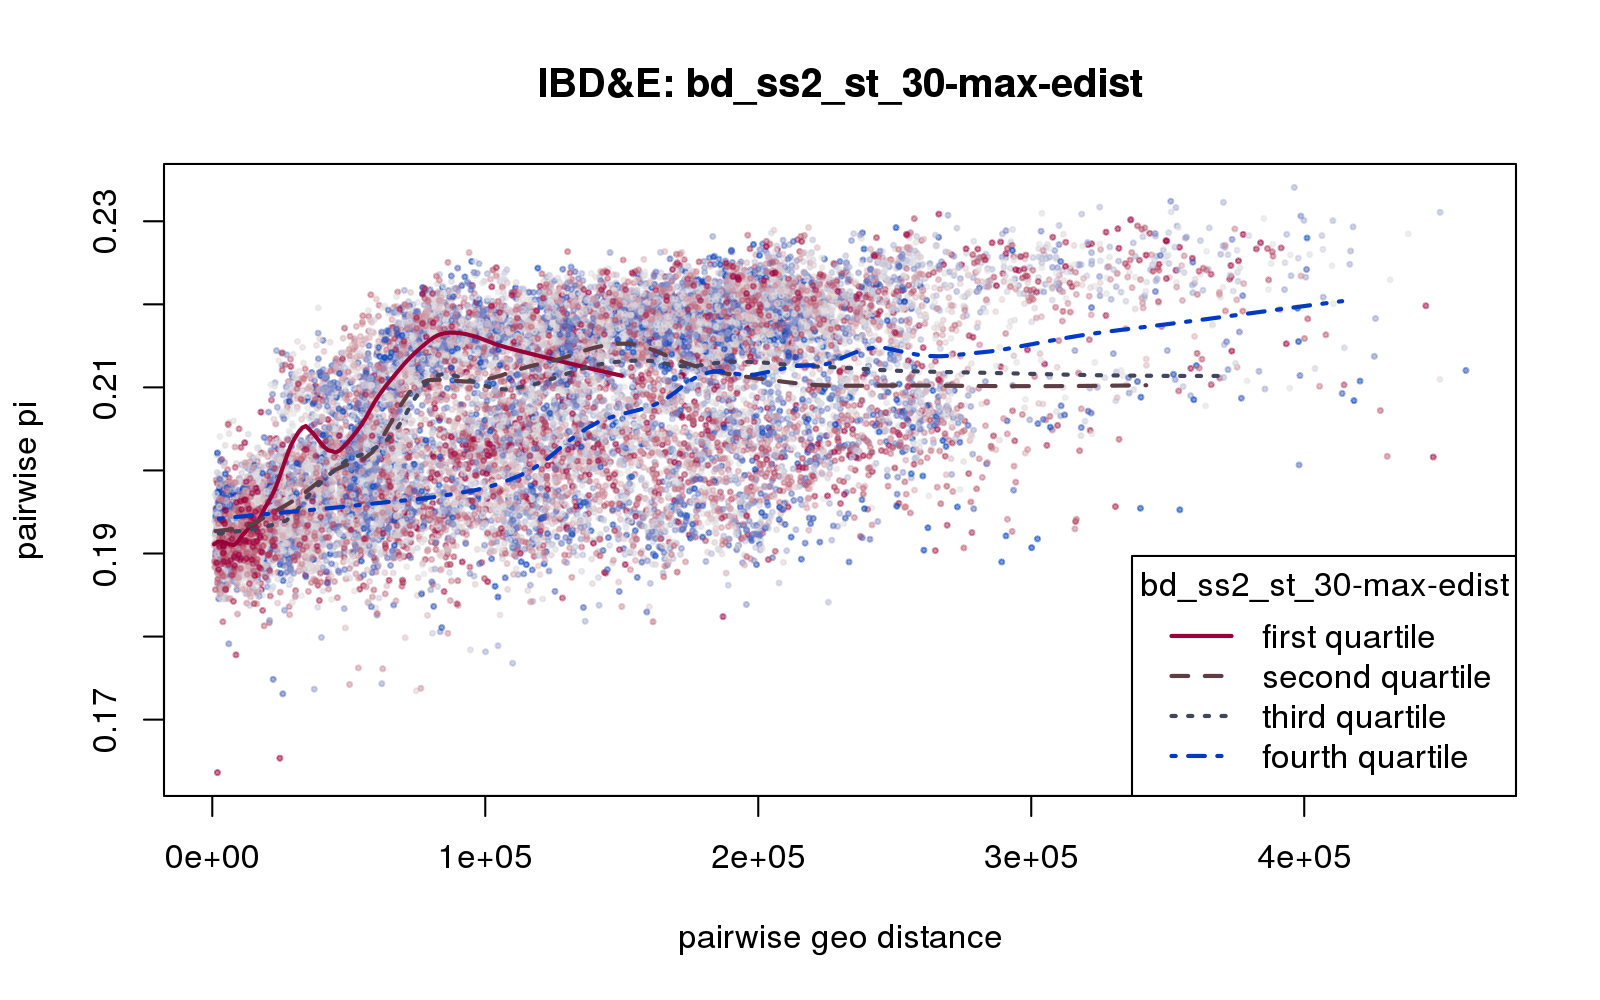 IBD&E: bd_ss2_st_30-max-edist
pairwise pi
0.23
0.21
0.19
0.17
0e+00
1e+05
2e+05
3e+05
4e+05
pairwise geo distance
bd_ss2_st_30-max-edist
first quartile
second quartile
third quartile
fourth quartile